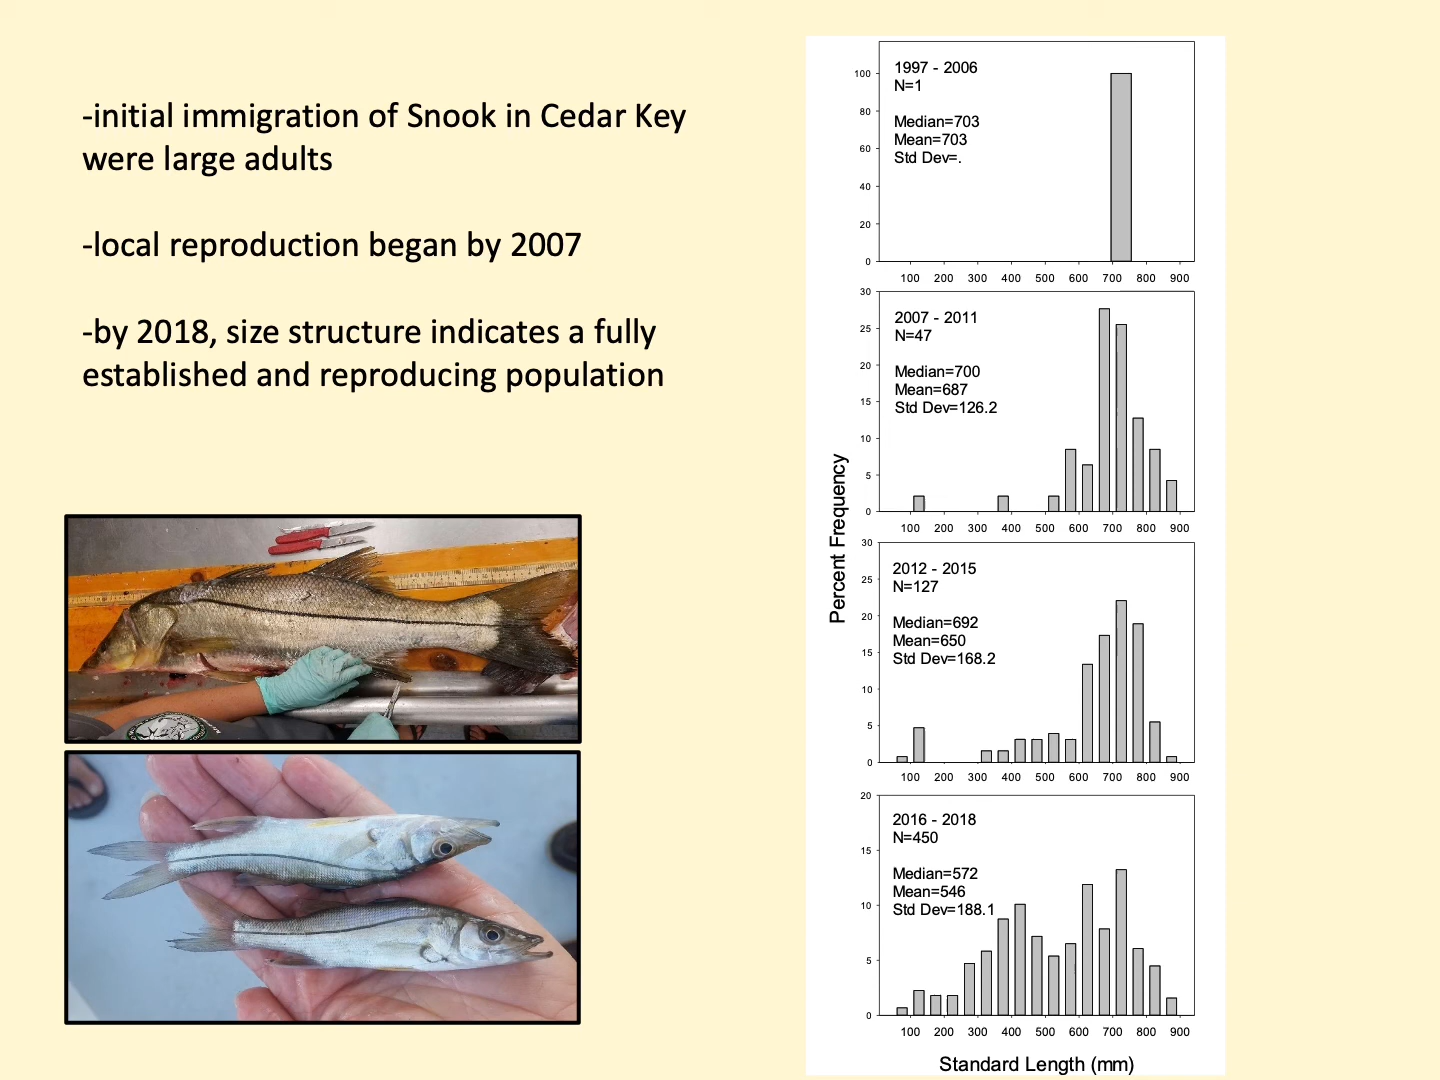 -initial immigration of Snook in Cedar Key
were large adults
-local reproduction began by 2007
-by 2018, size structure indicates a fully
established and reproducing population
Percent Frequency
1997 - 2006
N=1
Median=703
Mean=703
Std Dev=.
100
80
60
40
20
0
100 200 300 400 500 600 700 800 900
2007 - 2011
N=47
Median=700
Mean=687
Std Dev=126.2
30
25
20
15
10
5
0
100 200 300 400 500 600 700 800 900
2012 - 2015
N=127
Median=692
Mean=650
Std Dev=168.2
30
25
20
15
10
5
0
100 200 300 400 500 600 700 800 900
2016 - 2018
N=450
Median=572
Mean=546
Std Dev=188.1
20
15
10
5
0
100 200 300 400 500 600 700 800 900
Standard Length (mm)